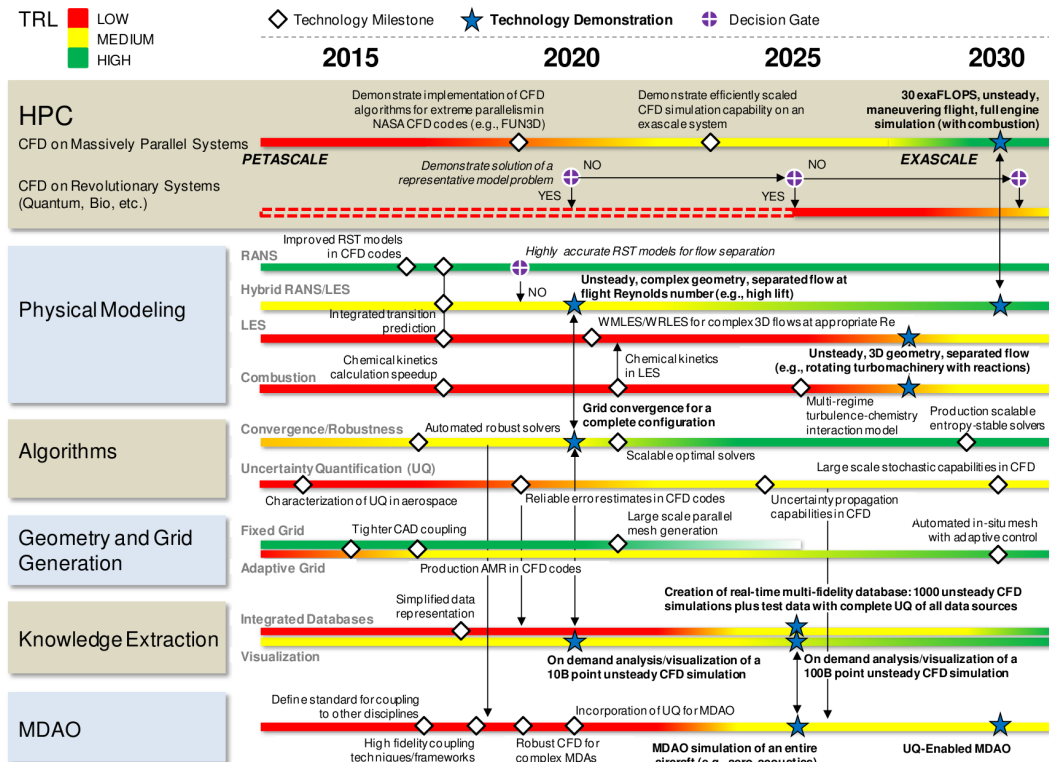 TRL
LOW
MEDIUM
HIGH
Technology Milestone
Technology Demonstration
Decision Gate
2015
2020
2025
2030
HPC
CFD on Massively Parallel Systems
CFD on Revolutionary Systems
(Quantum, Bio, etc.)
Demonstrate implementation of CFD
algorithms for extreme parallelism in
NASA CFD codes (e.g., FUN3D)
Demonstrate efficiently scaled
CFD simulation capability on an
exascale system
30 exaFLOPS, unsteady,
maneuvering flight, full engine
simulation (with combustion)
PETASCALE
EXASCALE
Demonstrate solution of a
representative model problem
NO
NO
YES
YES
Physical Modeling
RANS
Improved RST models
in CFD codes
Highly accurate RST models for flow separation
NO
Hybrid RANS/LES
Unsteady, complex geometry, separated flow at
flight Reynolds number (e.g., high lift)
Integrated transition
prediction
LES
WMLES/WRLES for complex 3D flows at appropriate Re
Chemical kinetics
calculation speedup
Chemical kinetics
in LES
Unsteady, 3D geometry, separated flow
(e.g., rotating turbomachinery with reactions)
Combustion
Multi-regime
turbulence-chemistry
interaction model
Grid convergence for a
complete configuration
Production scalable
entropy-stable solvers
Algorithms
Convergence/Robustness
Automated robust solvers
Scalable optimal solvers
Uncertainty Quantification (UQ)
Large scale stochastic capabilities in CFD
Characterization of UQ in aerospace
Reliable error estimates in CFD codes
Uncertainty propagation
capabilities in CFD
Geometry and Grid
Generation
Fixed Grid
Tighter CAD coupling
Large scale parallel
mesh generation
Automated in-situ mesh
with adaptive control
Adaptive Grid
Production AMR in CFD codes
Knowledge Extraction
Integrated Databases
Simplified data
representation
Creation of real-time multi-fidelity database: 1000 unsteady CFD
simulations plus test data with complete UQ of all data sources
Visualization
On demand analysis/visualization of a
10B point unsteady CFD simulation
On demand analysis/visualization of a
100B point unsteady CFD simulation
MDAO
Define standard for coupling
to other disciplines
Incorporation of UQ for MDAO
High fidelity coupling
techniques/frameworks
Robust CFD for
complex MDAs
MDAO simulation of an entire
aircraft (e.g., aero-acoustics)
UQ-Enabled MDAO